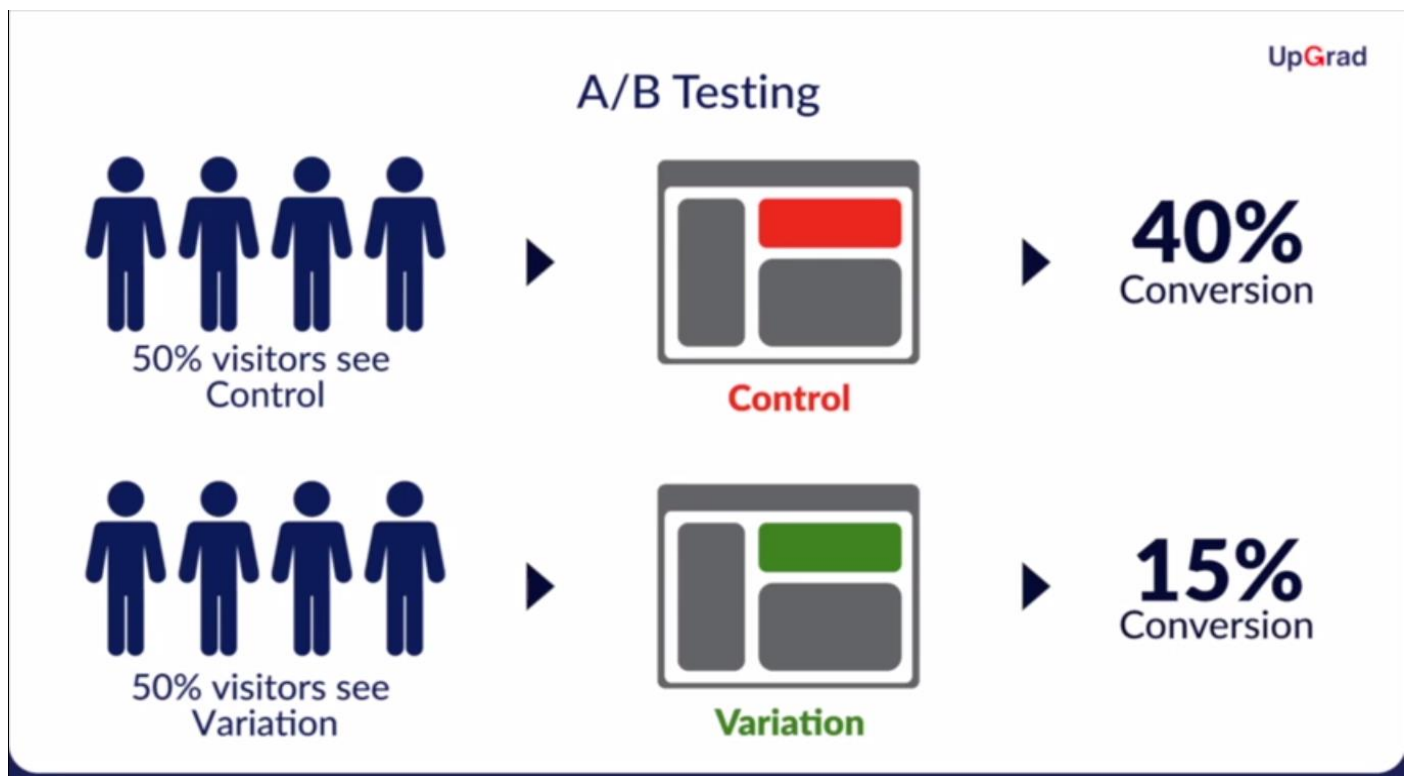 UpGrad
A/B Testing
50% visitors see
Control
Control
40%
Conversion
50% visitors see
Variation
Variation
15%
Conversion